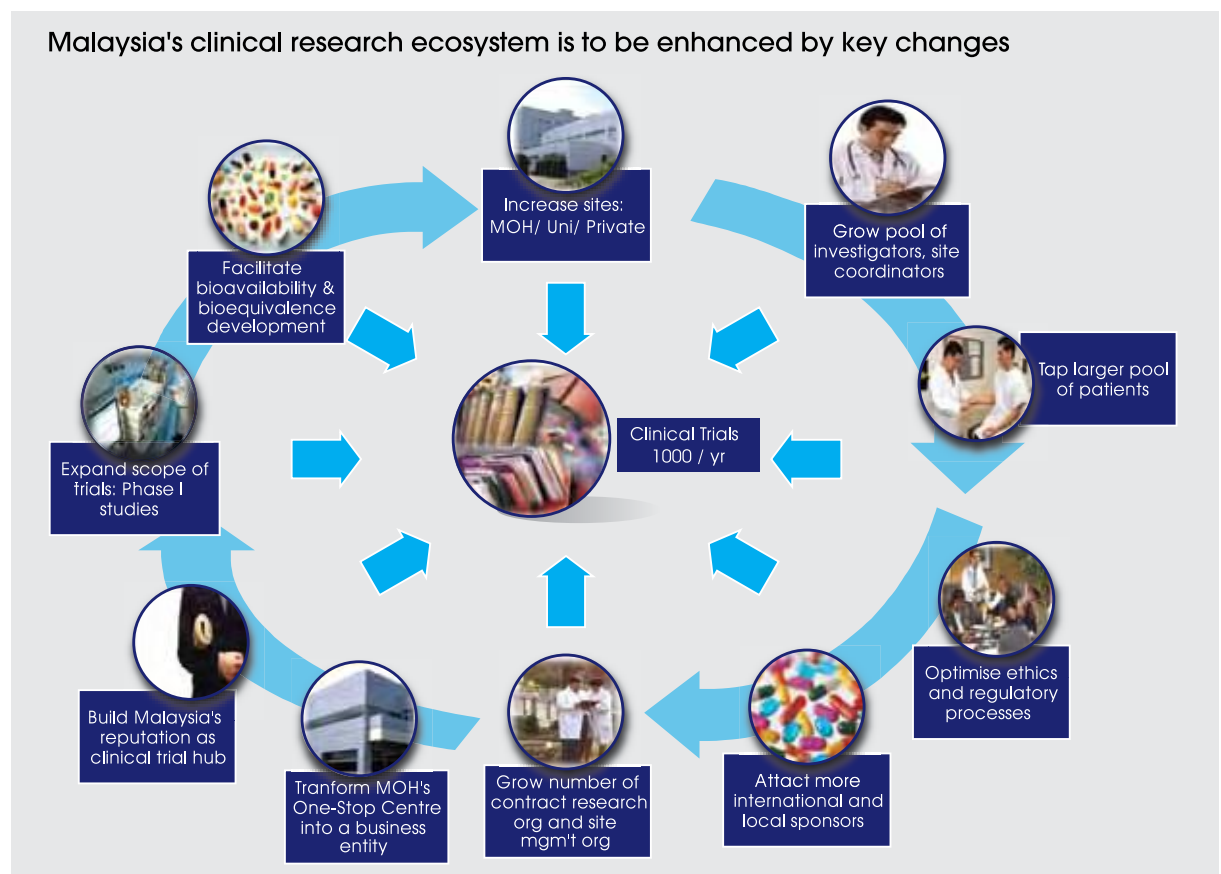 Malaysia's clinical research ecosystem is to be enhanced by key changes
Increase sites:
MOH/ Uni/ Private
Grow pool of
investigators, site
coordinators
Tap larger pool
of patients
Optimise ethics
and regulatory
processes
Attact more
international and
local sponsors
Grow number of
contract research
org and site
mgm't org
Tranform MOH's
One-Stop Centre
into a business
entity
Build Malaysia's
reputation as
clinical trial hub
Expand scope of
trials: Phase I
studies
Facilitate
bioavailability &
bioequivalence
development
Clinical Trials
1000 / yr